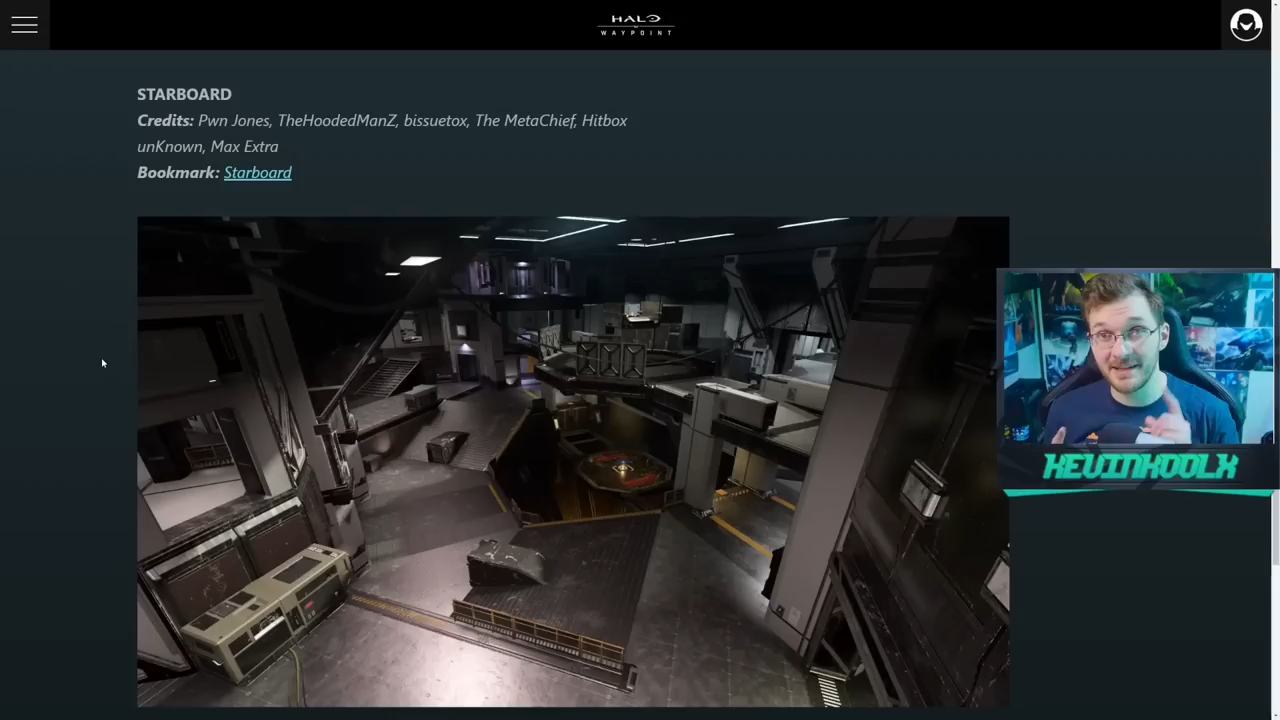 HALO
WAYPOINT
STARBOARD
Credits: Pwn Jones, TheHoodedManZ, bissuetox, The MetaChief, Hitbox
unKnown, Max Extra
Bookmark: Starboard
KEVINKOOLX